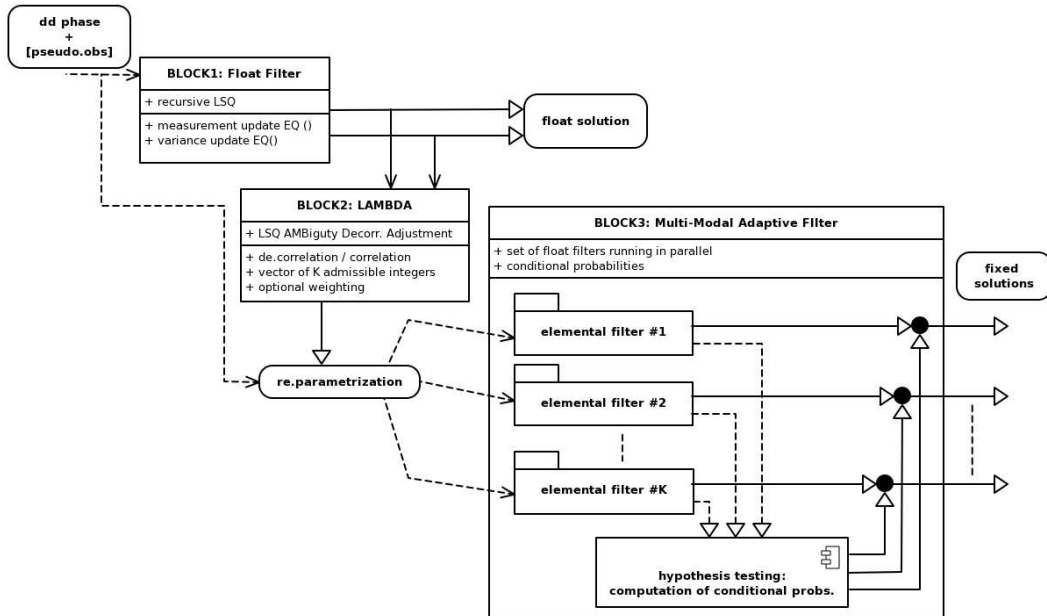 dd phase
+
[pseudo.obs]
BLOCK1: Float Filter
+ recursive LSQ
+ measurement update EQ ()
+ variance update EQ()
float solution
BLOCK2: LAMBDA
+ LSQ AMBiguty Decorr. Adjustment
+ de.correlation / correlation
+ vector of K admissible integers
+ optional weighting
BLOCK3: Multi-Modal Adaptive FIlter
+ set of float filters running in parallel
+ conditional probabilities
fixed
solutions
elemental filter #1
re.parametrization
elemental filter #2
elemental filter #K
hypothesis testing:
computation of conditional probs.